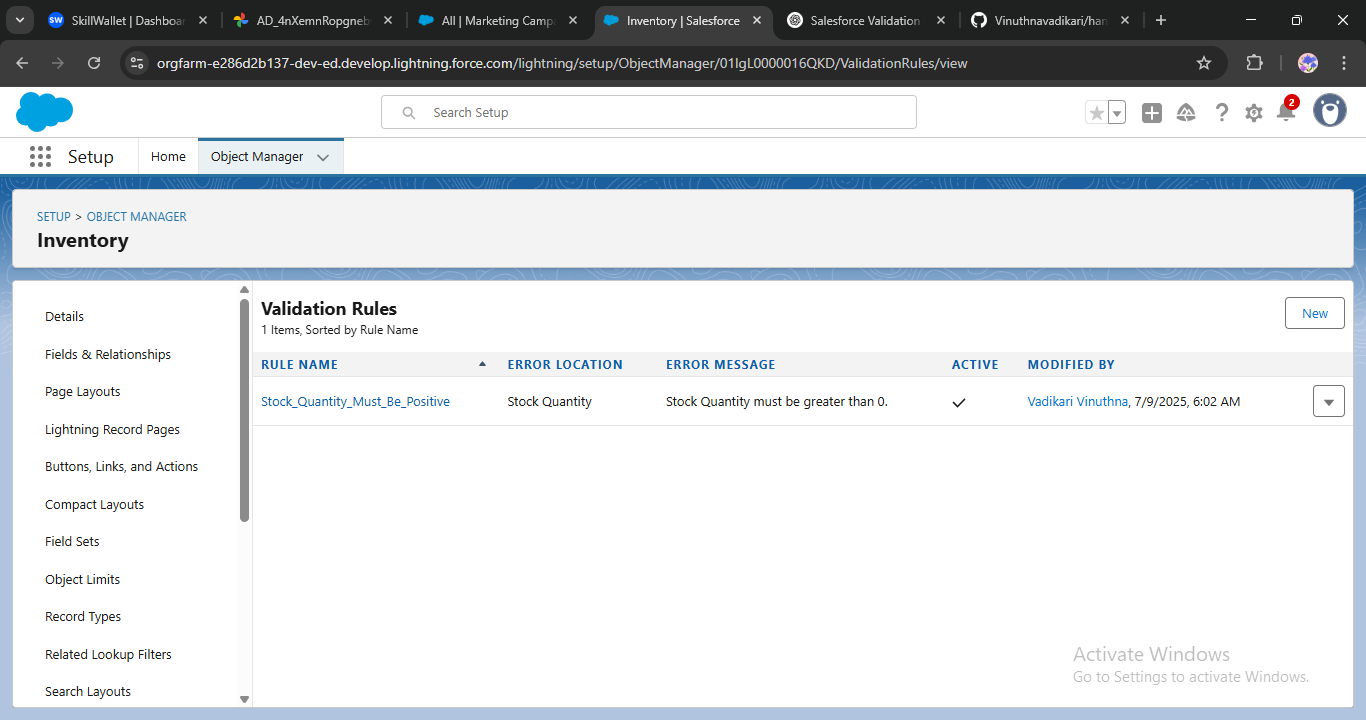 SW SkillWallet | Dashboar
AD_4nXemnRopgneb
All | Marketing Campa
Inventory | Salesforce
Salesforce Validation
Vinuthnavadikari/han
orgfarm-e286d2b137-dev-ed.develop.lightning.force.com/lightning/setup/ObjectManager/01IgL0000016QKD/ValidationRules/view
Search Setup
2
Setup Home Object Manager
SETUP > OBJECT MANAGER
Inventory
Details
Fields & Relationships
Page Layouts
Lightning Record Pages
Buttons, Links, and Actions
Compact Layouts
Field Sets
Object Limits
Record Types
Related Lookup Filters
Search Layouts
Validation Rules
1 Items, Sorted by Rule Name
New
RULE NAME ERROR LOCATION ERROR MESSAGE ACTIVE MODIFIED BY
Stock_Quantity_Must_Be_Positive Stock Quantity Stock Quantity must be greater than 0. Vadikari Vinuthna, 7/9/2025, 6:02 AM
Activate Windows
Go to Settings to activate Windows.